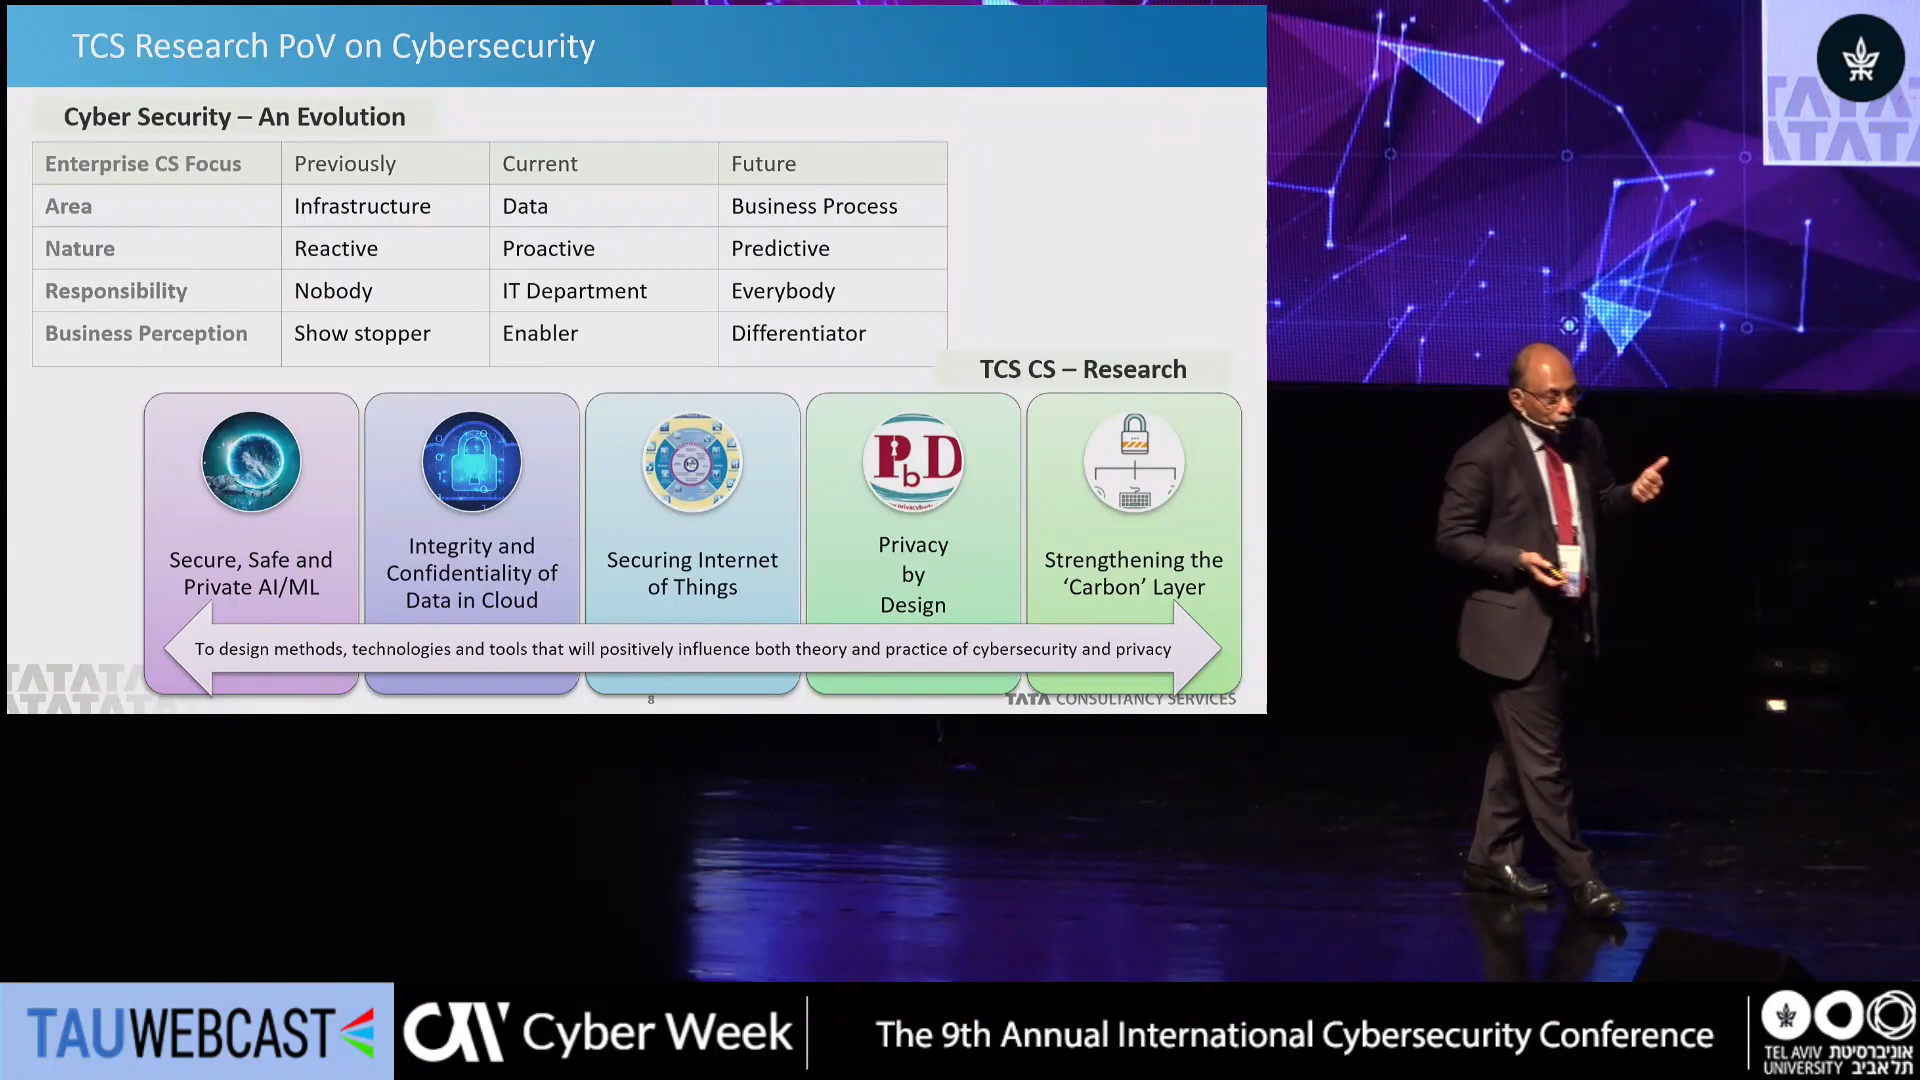 TCS Research PoV on Cybersecurity
Cyber Security – An Evolution
Enterprise CS Focus Previously Current Future
Area Infrastructure Data Business Process
Nature Reactive Proactive Predictive
Responsibility Nobody IT Department Everybody
Business Perception Show stopper Enabler Differentiator
TCS CS – Research
PbD
Secure, Safe and
Private AI/ML
Integrity and
Confidentiality of
Data in Cloud
Securing Internet
of Things
Privacy
by
Design
Strengthening the
‘Carbon’ Layer
To design methods, technologies and tools that will positively influence both theory and practice of cybersecurity and privacy
8
TATA CONSULTANCY SERVICES
TAUWEBCAST
Cyber Week
The 9th Annual International Cybersecurity Conference
TEL AVIV אוניברסיטת
UNIVERSITY תל אביב